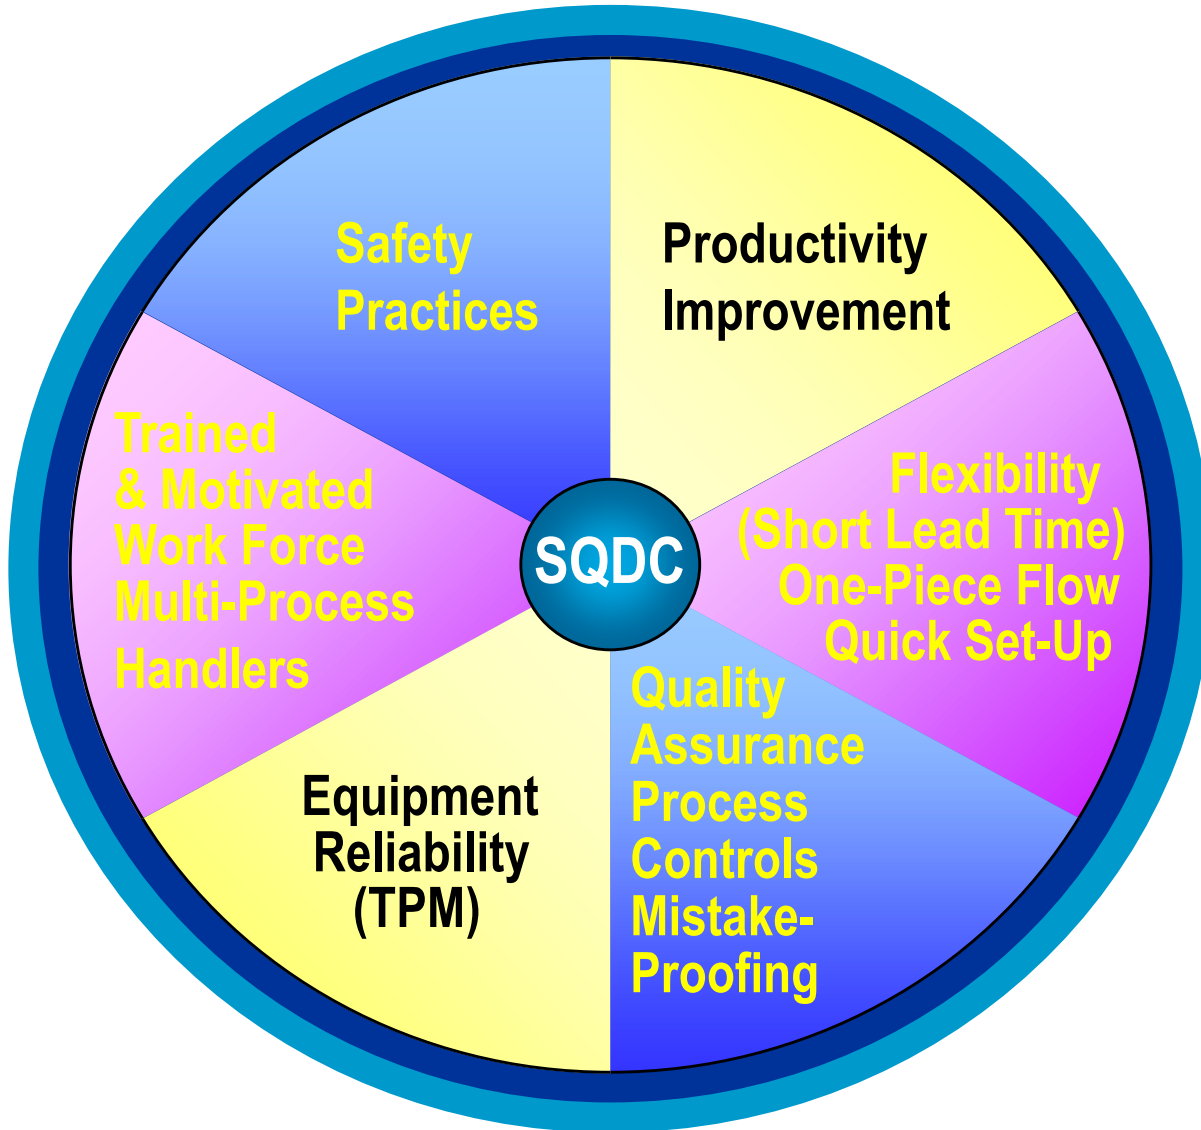 Safety
Practices
Productivity
Improvement
Trained
& Motivated
Work Force
Multi-Process
Handlers
SQDC
Flexibility
(Short Lead Time)
One-Piece Flow
Quick Set-Up
Equipment
Reliability
(TPM)
Quality
Assurance
Process
Controls
Mistake-
Proofing